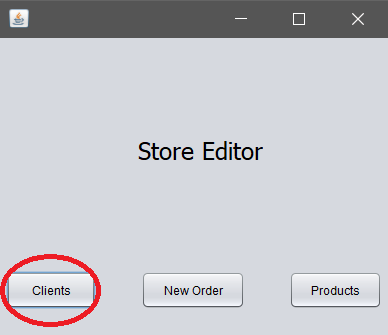 Store Editor
Clients
New Order
Products